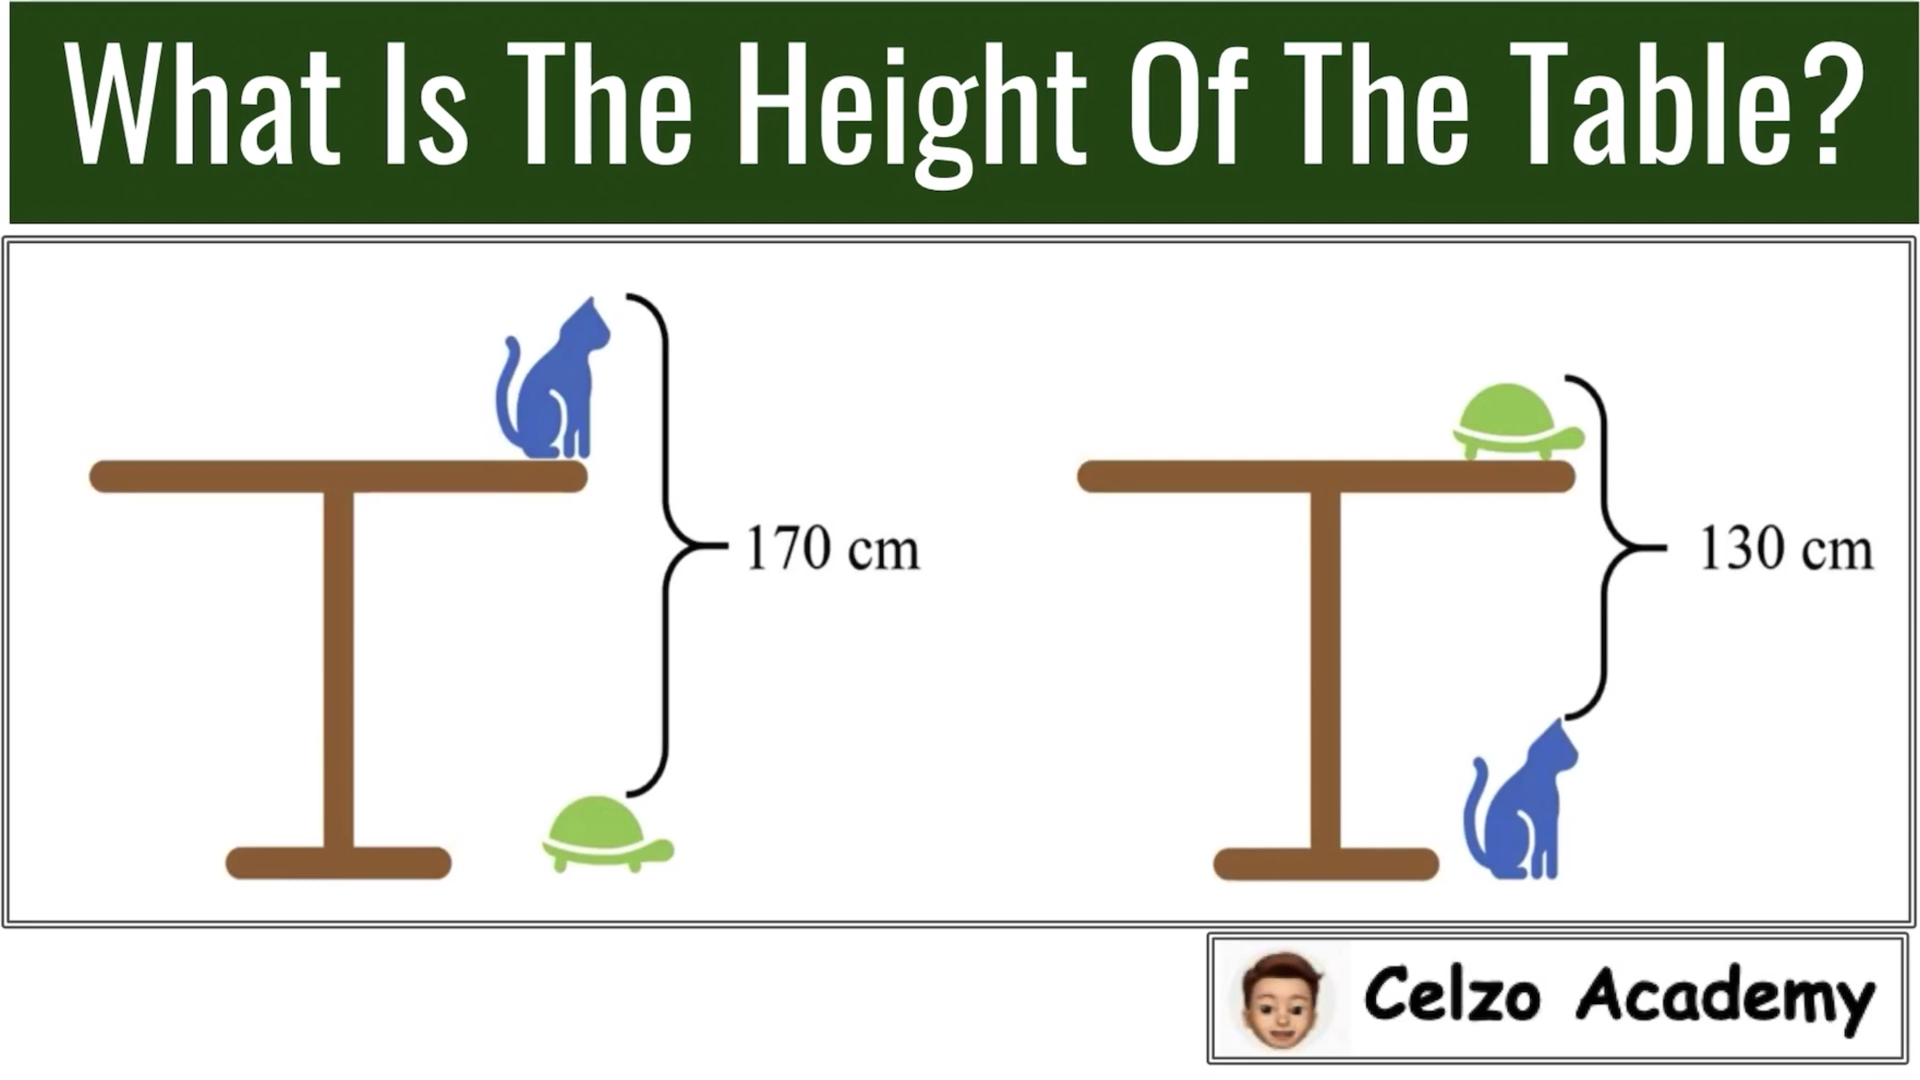 What Is The Height Of The Table?
170 cm
130 cm
Celzo Academy